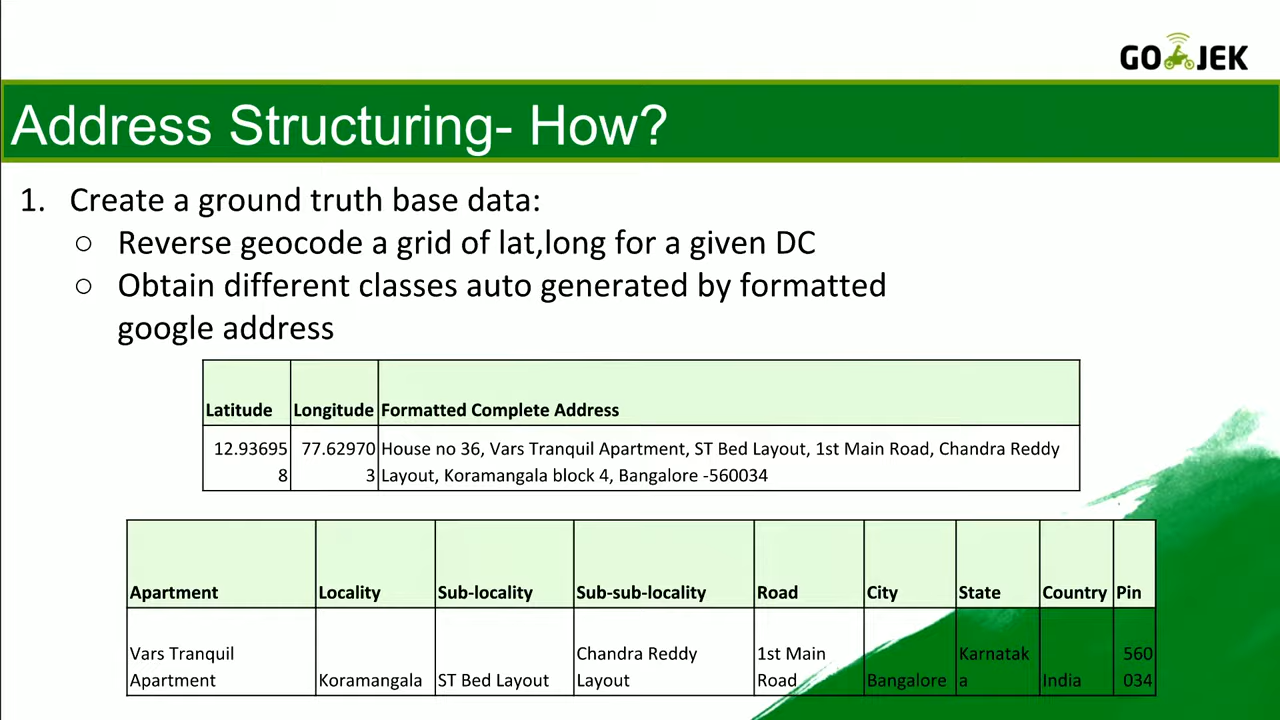 GO JEK
Address Structuring- How?
1. Create a ground truth base data:
○ Reverse geocode a grid of lat,long for a given DC
○ Obtain different classes auto generated by formatted
google address
Latitude Longitude Formatted Complete Address
12.93695 77.62970 House no 36, Vars Tranquil Apartment, ST Bed Layout, 1st Main Road, Chandra Reddy
8 3 Layout, Koramangala block 4, Bangalore -560034
Apartment Locality Sub-locality Sub-sub-locality Road City State Country Pin
Vars Tranquil Chandra Reddy 1st Main Karnatak 560
Apartment Koramangala ST Bed Layout Layout Road Bangalore a India 034